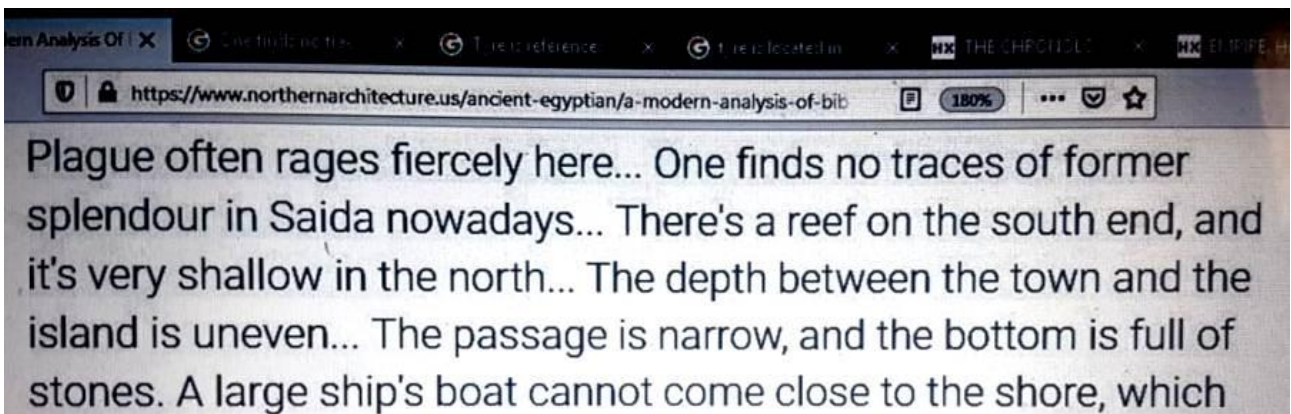 ern Analysis Of
THE CHRONICLE
https://www.northernarchitecture.us/ancient-egyptian/a-modern-analysis-of-bib
180%
Plague often rages fiercely here... One finds no traces of former
splendour in Saida nowadays... There's a reef on the south end, and
it's very shallow in the north... The depth between the town and the
island is uneven... The passage is narrow, and the bottom is full of
stones. A large ship's boat cannot come close to the shore, which